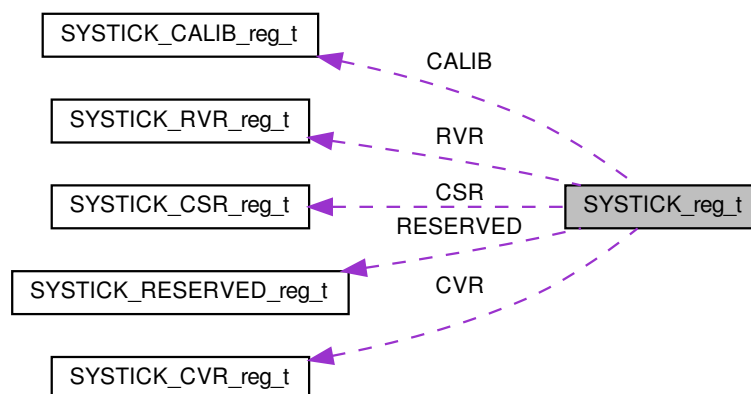 SYSTICK_CALIB_reg_t
CALIB
SYSTICK_RVR_reg_t
RVR
SYSTICK_CSR_reg_t
CSR
SYSTICK_reg_t
RESERVED
SYSTICK_RESERVED_reg_t
CVR
SYSTICK_CVR_reg_t